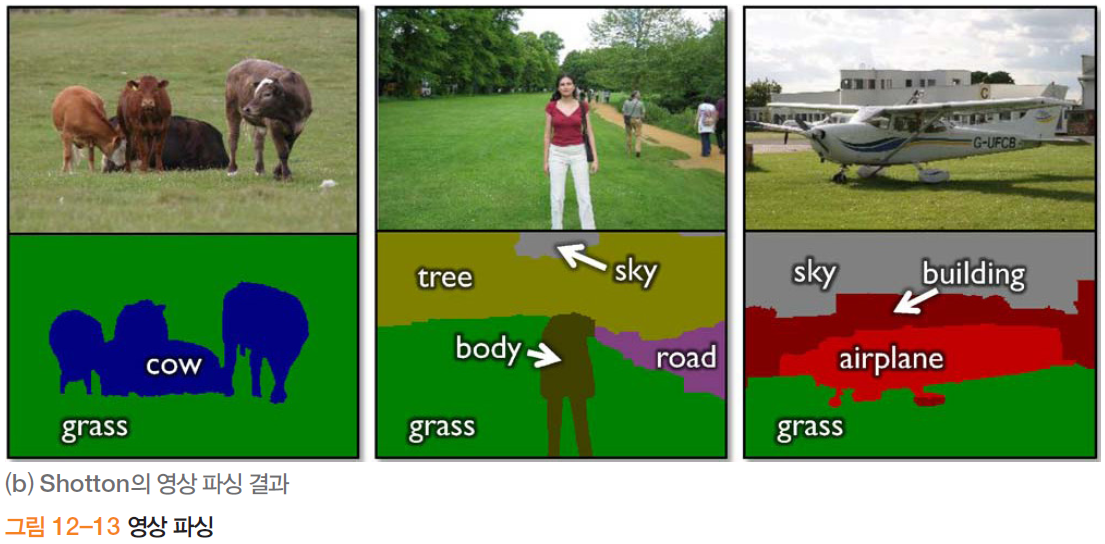 C
G-UFCB
tree
sky
sky
building
body
road
cow
airplane
grass
grass
grass
(b) Shotton의 영상 파싱 결과
그림 12-13 영상 파싱